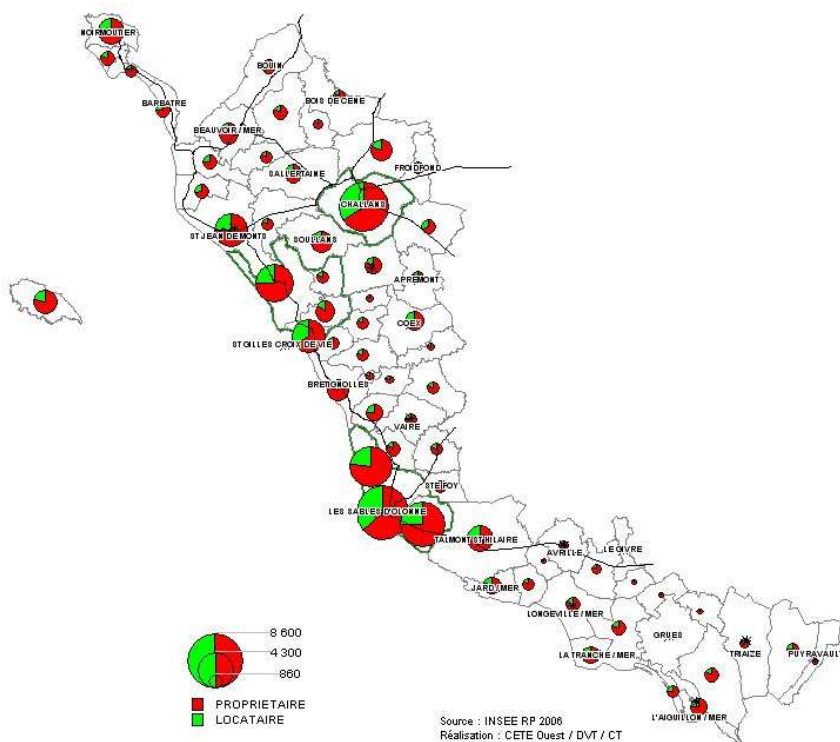 NOIRMOUTIER
BOUIN
BOIS DE CENE
BARBATRE
BEAUVOIR / MER
SALLERTAINE
FROIDFOND
CHALLANS
ST JEAN DE MONTS
SOULLANS
APREMONT
COEX
ST GILLES CROIX DE VIE
BRETIGNOLLES
VAIRE
STE FOY
LES SABLES D'OLONNE
TALMONT ST HILAIRE
AVRILLE
LE GIVRE
JARD / MER
LONGEVILLE / MER
GRUES
TRIAIZE
PUYRAVAULT
LA TRANCHE / MER
L'AIGUILLON / MER
8 600
4 300
860
PROPRIETAIRE
LOCATAIRE
Source : INSEE RP 2006
Réalisation : CETE Ouest / DVT / CT